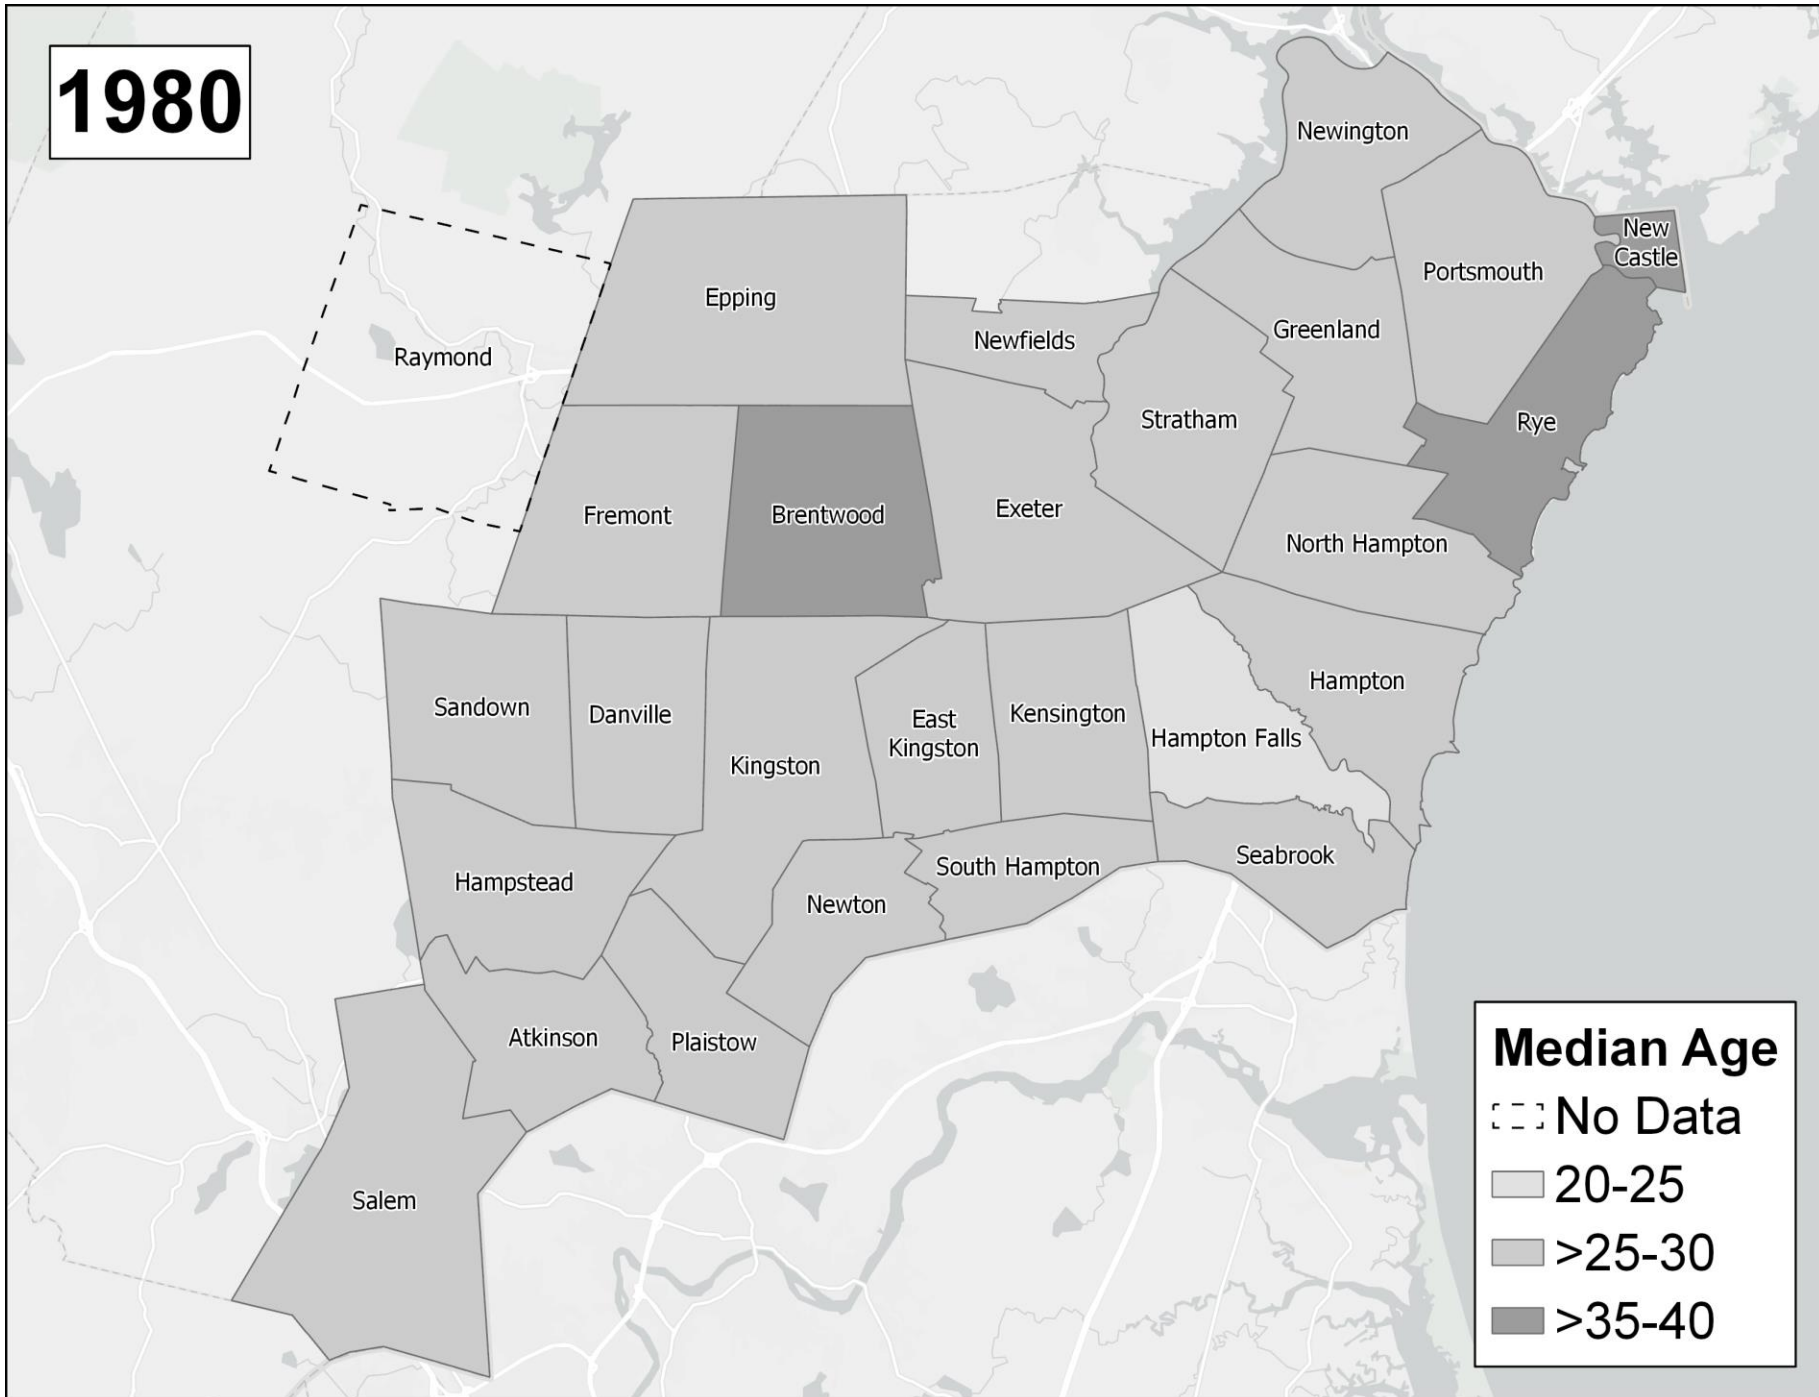 1980
Newington
New
Castle
Portsmouth
Epping
Greenland
Newfields
Raymond
Stratham
Rye
Exeter
Fremont
Brentwood
North Hampton
Hampton
Sandown
Danville
Kensington
East
Kingston
Hampton Falls
Kingston
Seabrook
South Hampton
Hampstead
Newton
Atkinson
Plaistow
Salem
Median Age
No Data
20-25
>25-30
>35-40